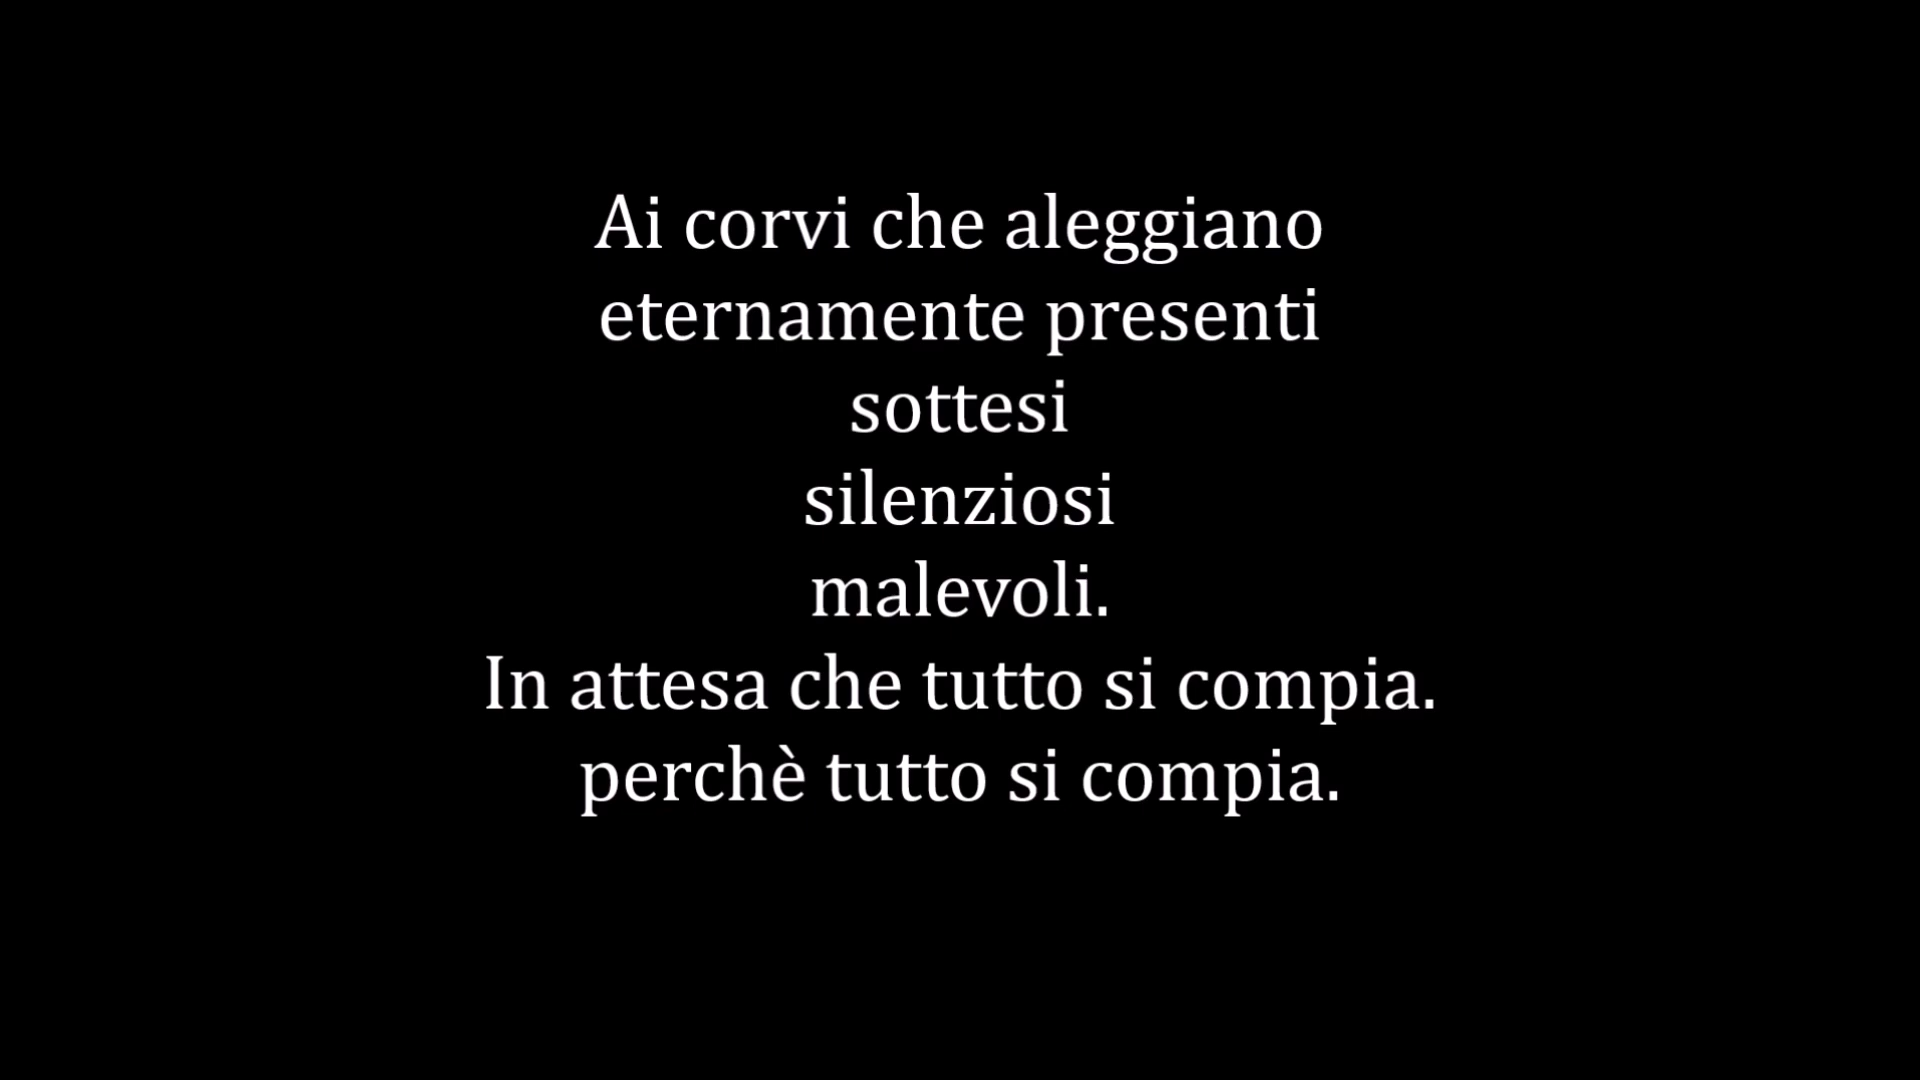 Ai corvi che aleggiano
eternamente presenti
sottesi
silenziosi
malevoli.
In attesa che tutto si compia.
perchè tutto si compia.